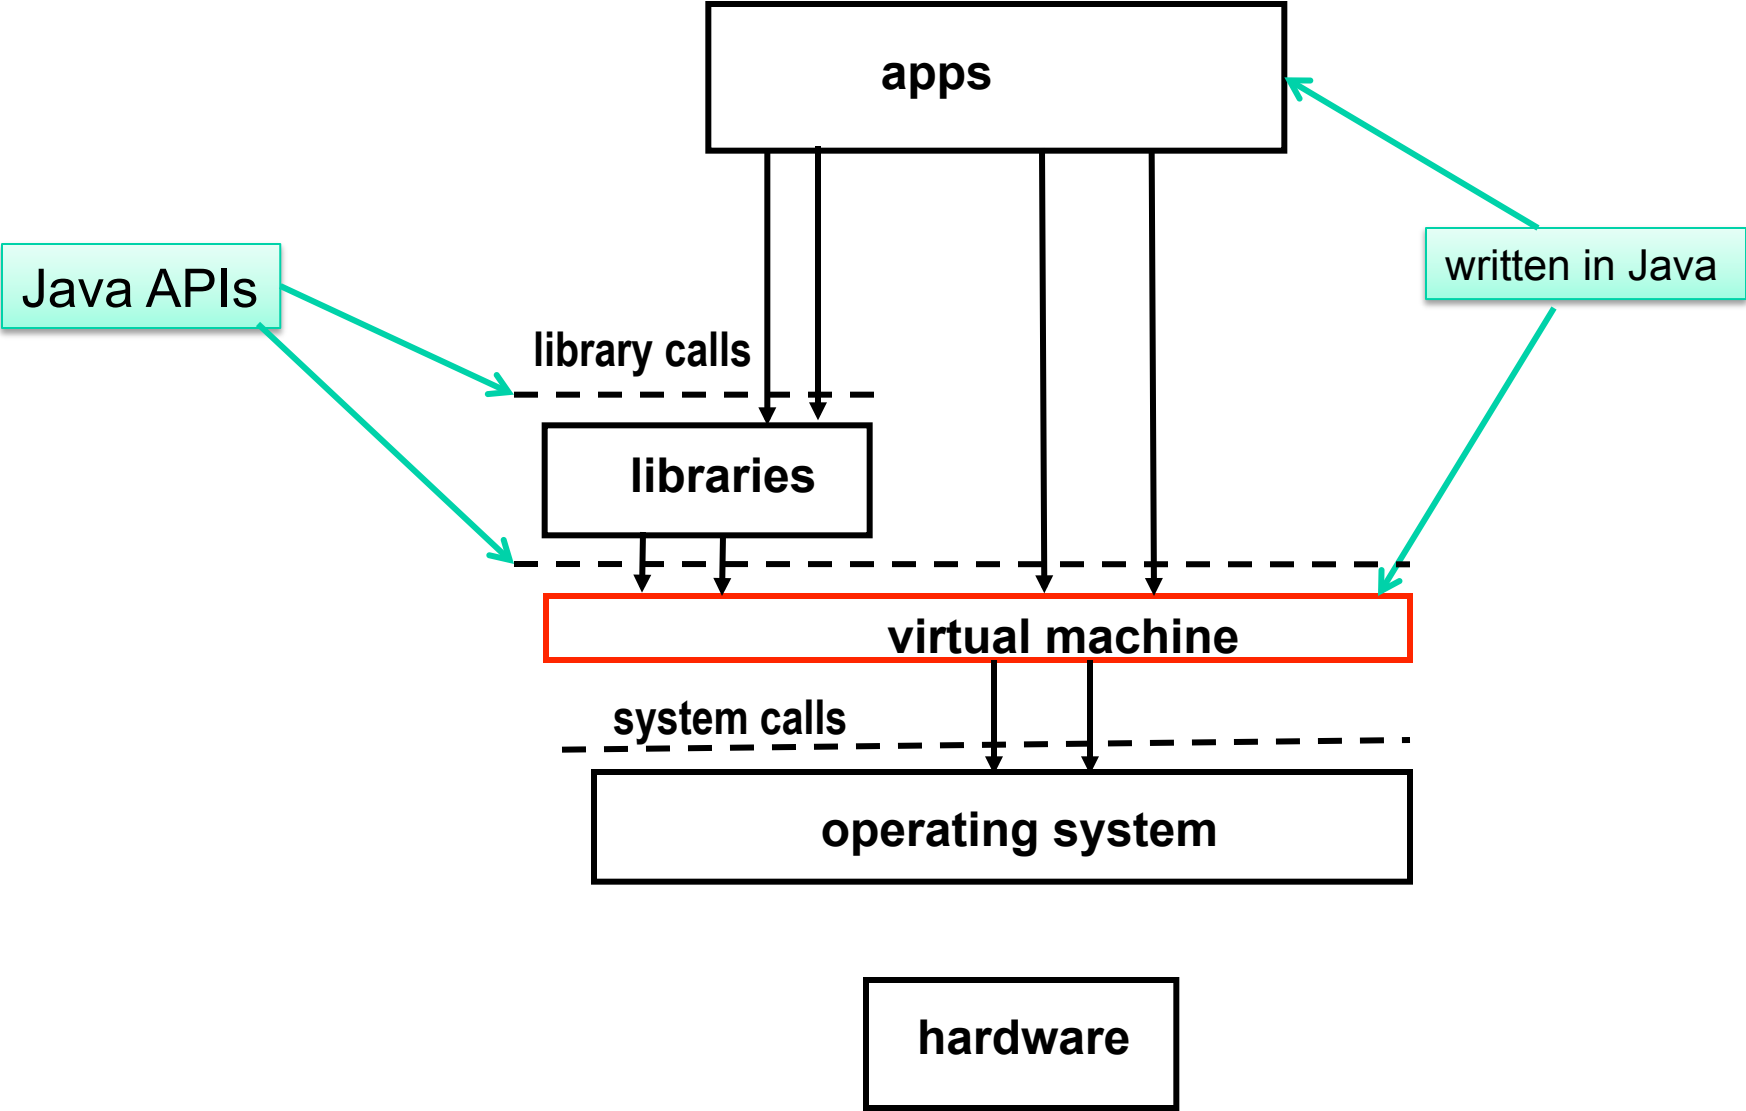 apps
Java APIs
written in Java
library calls
libraries
virtual machine
system calls
operating system
hardware